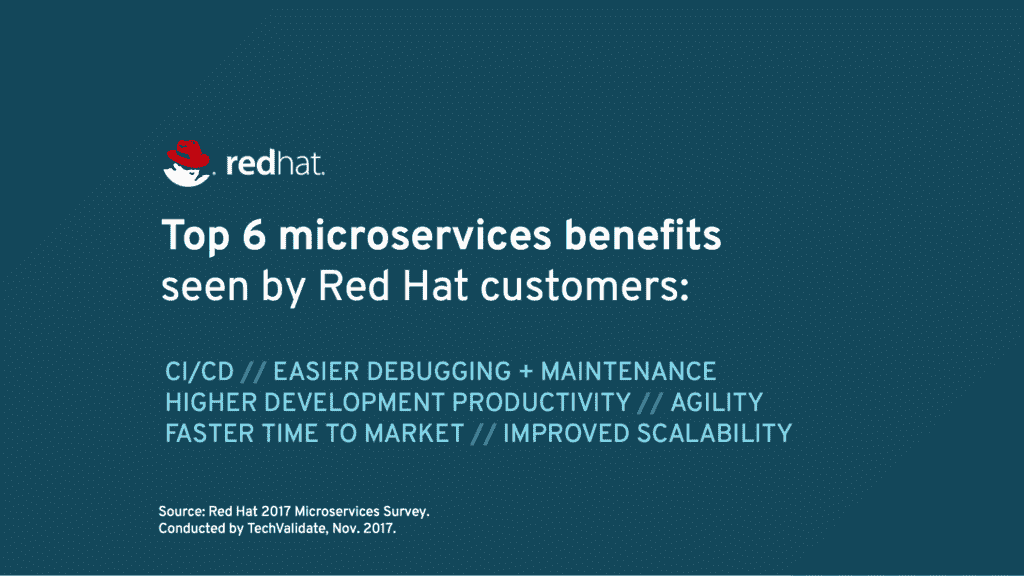 redhat.
Top 6 microservices benefits
seen by Red Hat customers:
CI/CD // EASIER DEBUGGING + MAINTENANCE
HIGHER DEVELOPMENT PRODUCTIVITY // AGILITY
FASTER TIME TO MARKET // IMPROVED SCALABILITY
Source: Red Hat 2017 Microservices Survey.
Conducted by TechValidate, Nov. 2017.